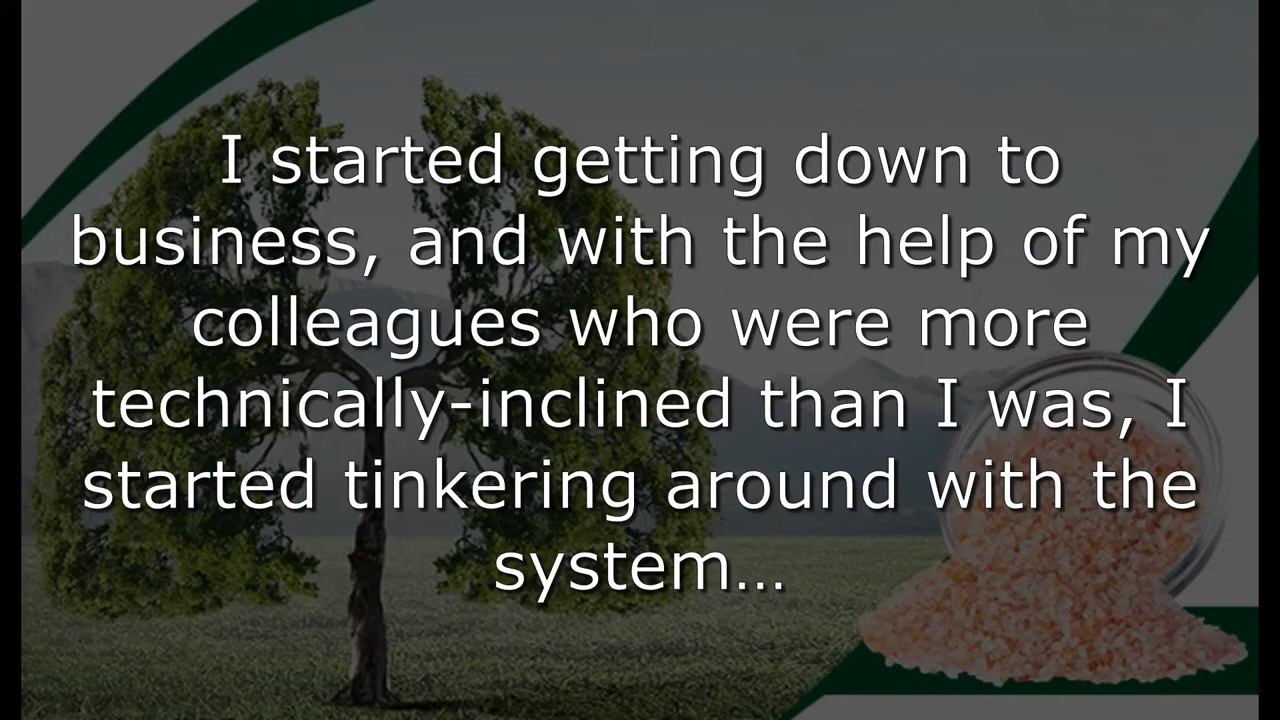 I started getting down to
business, and with the help of my
colleagues who were more
technically-inclined than I was, I
started tinkering around with the
system...